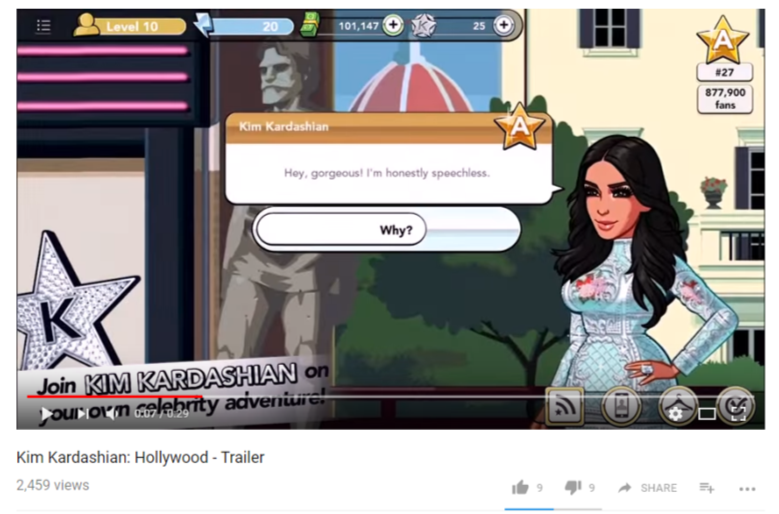 Level 10 20 101,147 + K 25 +
A
#27
877,900
fans
Kim Kardashian A
Hey, gorgeous! I'm honestly speechless.
Why?
K
Join KIM KARDASHIAN on
your own celebrity adventure!
0:07 / 0:29
Kim Kardashian: Hollywood - Trailer
2,459 views 9 9 SHARE